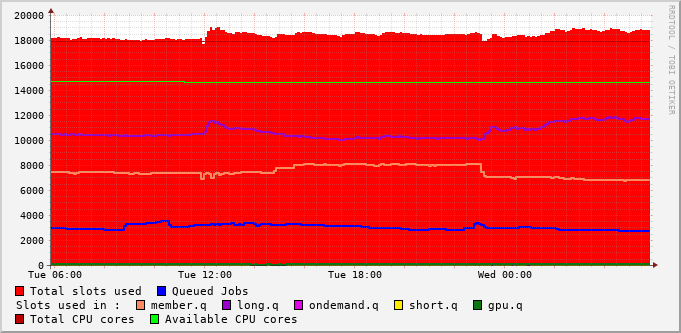 20000
18000
16000
14000
12000
10000
8000
6000
4000
2000
0
Tue 06:00 Tue 12:00 Tue 18:00 Wed 00:00
Total slots used Queued Jobs
Slots used in : member.q long.q ondemand.q short.q gpu.q
Total CPU cores Available CPU cores
RRDTOOL / TOBI OETIKER